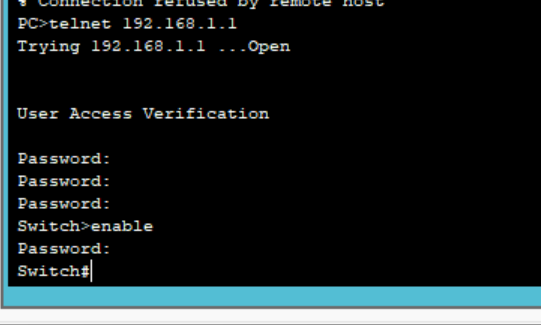 % Connection refused by remote host
PC>telnet 192.168.1.1
Trying 192.168.1.1 ...Open
User Access Verification
Password:
Password:
Password:
Switch>enable
Password:
Switch#